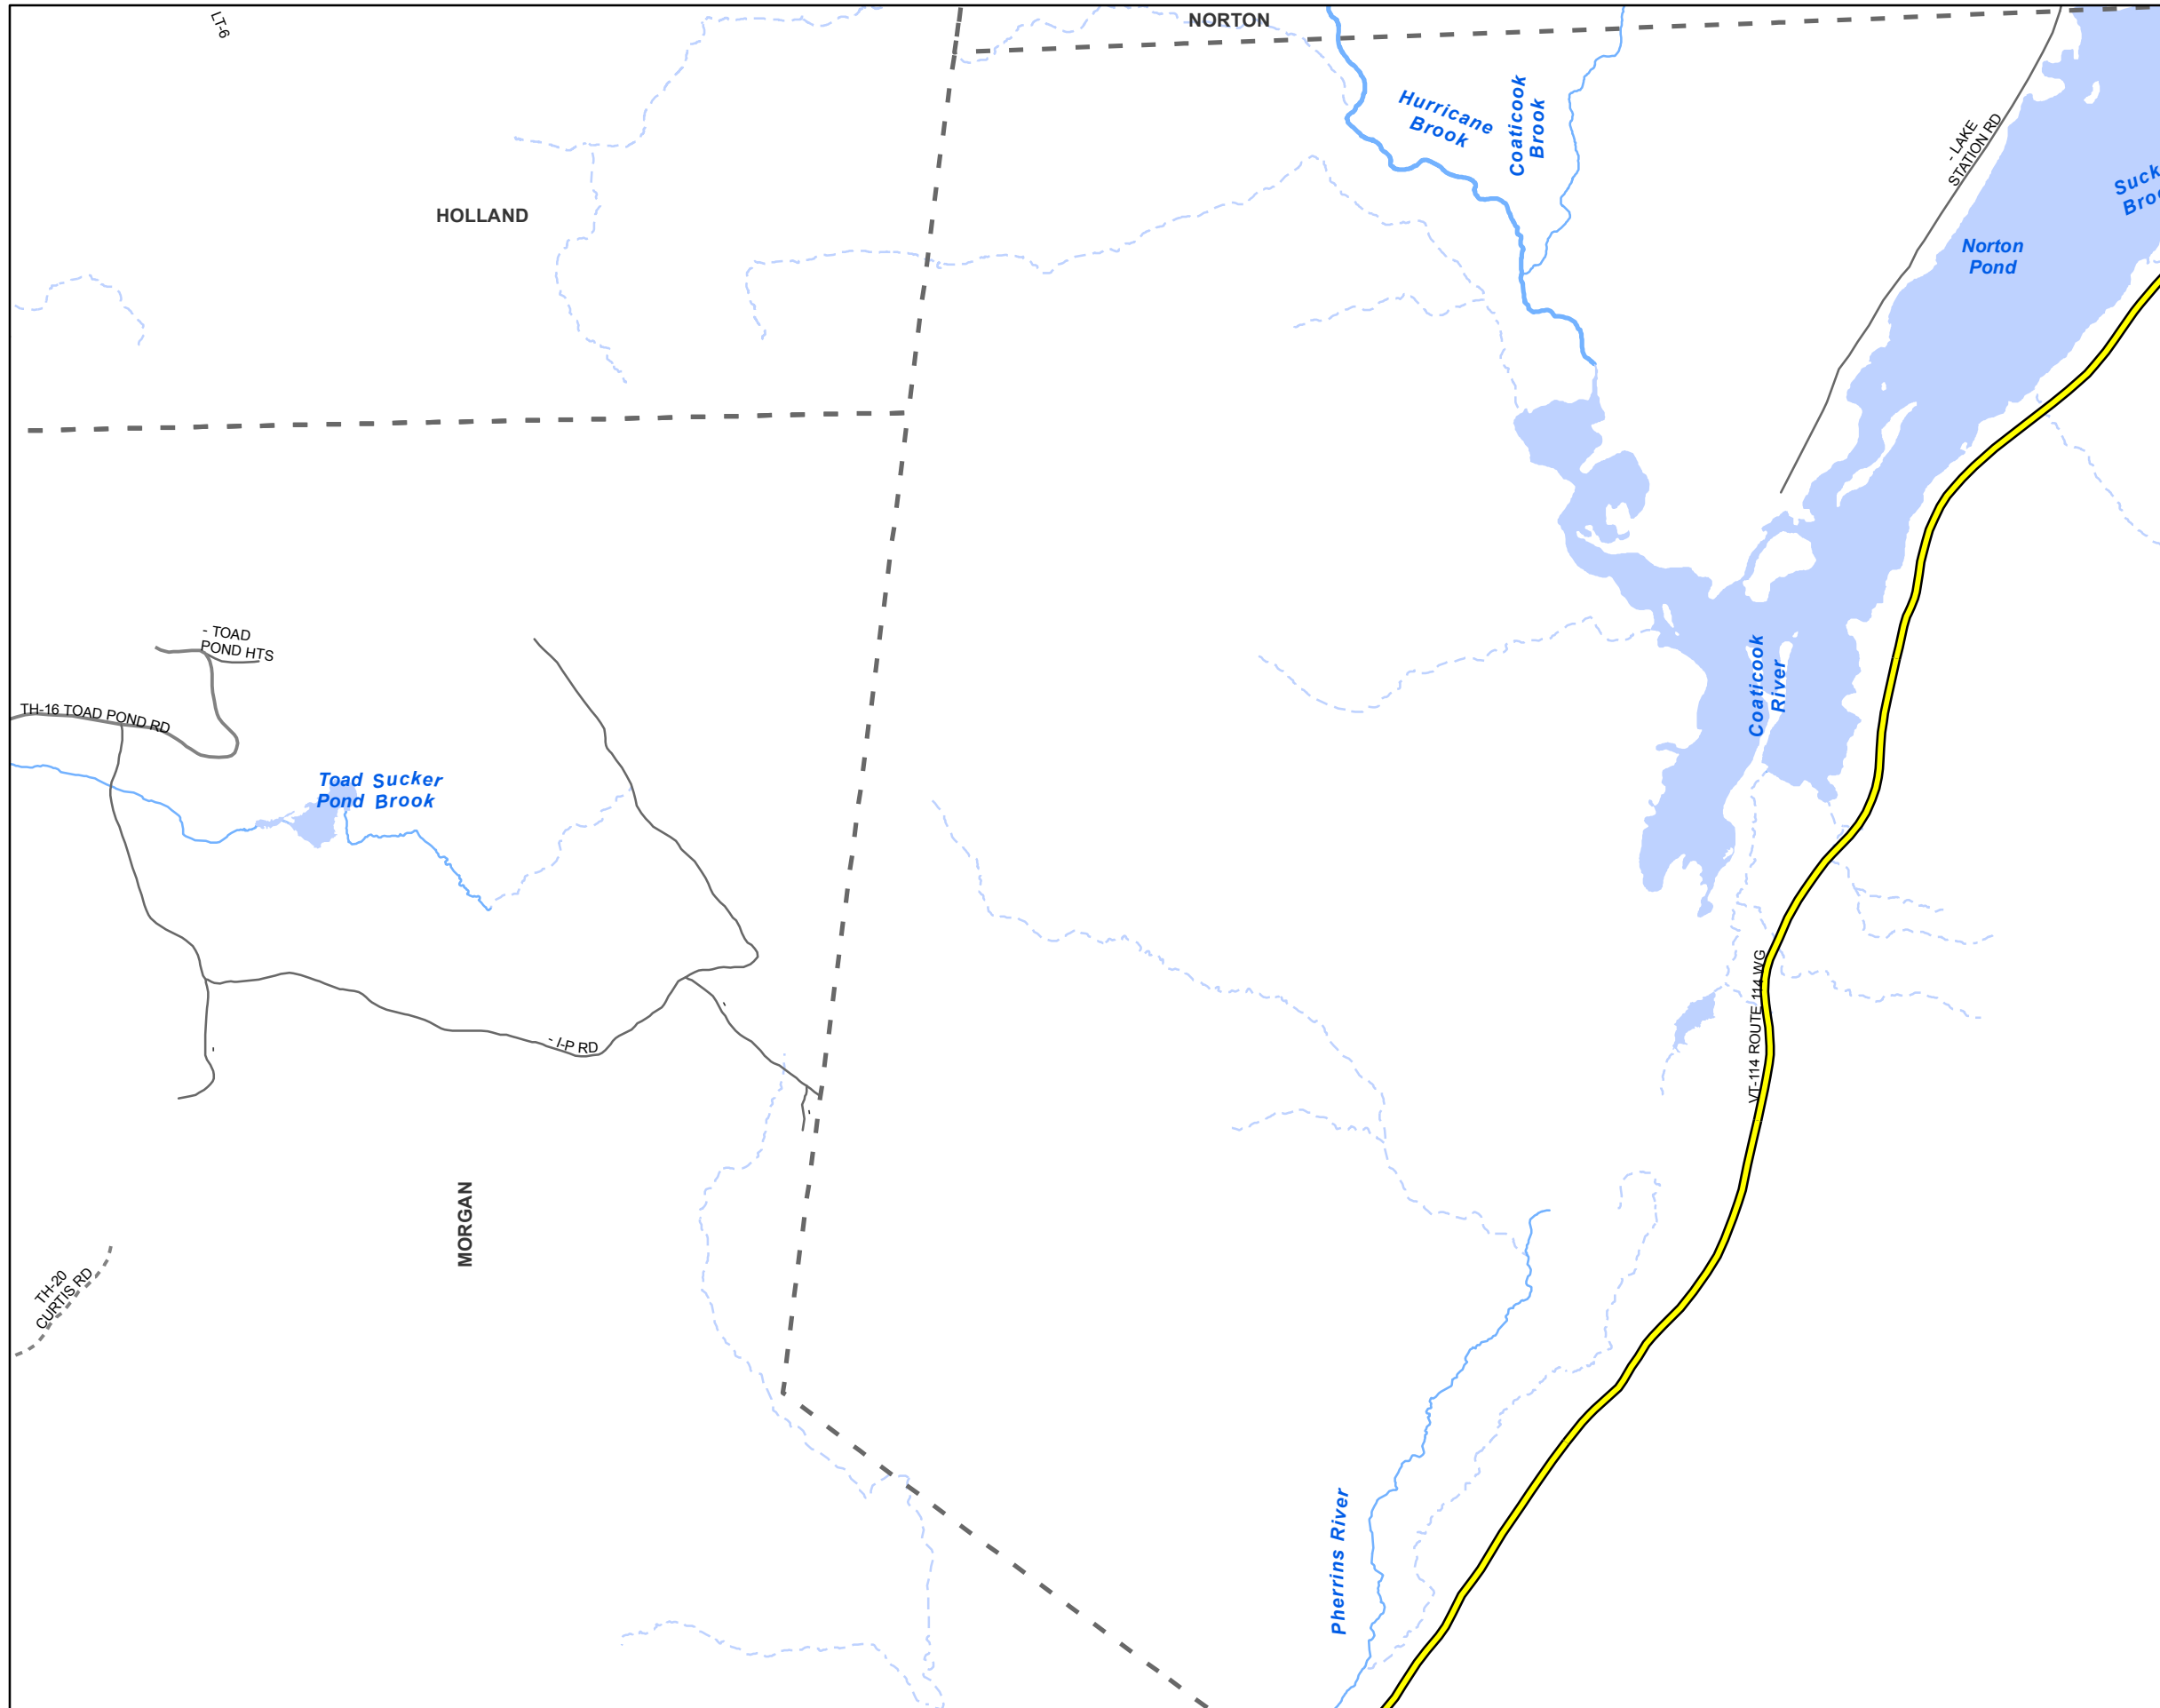 LT-6
NORTON
Hurricane
Brook
Coaticook
Brook
- LAKE
STATION RD
HOLLAND
Norton
Pond
- TOAD
POND HTS
TH-16 TOAD POND RD
Coaticook
River
Toad Sucker
Pond Brook
VT-114 ROUTE 114 WG
- I-P RD
MORGAN
TH-20
CURTIS RD
Pherrins River